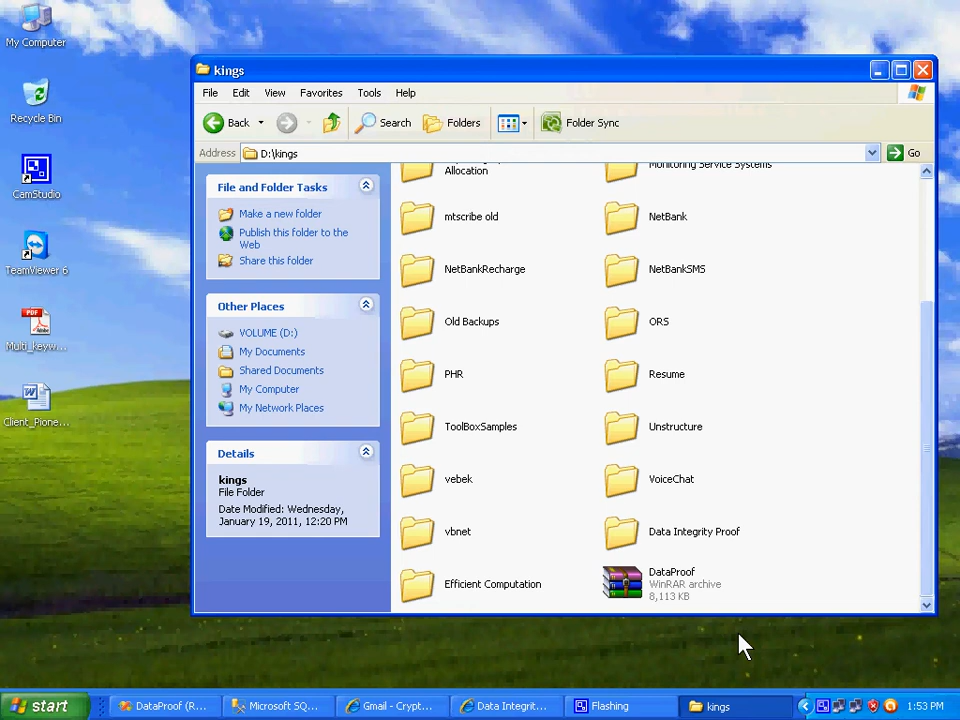 My Computer
Recycle Bin
CamStudio
TeamViewer 6
PDF
Adobe
Multi_keyw...
Client_Pione...
kings
File Edit View Favorites Tools Help
Back Search Folders Folder Sync
Address D:\kings Go
File and Folder Tasks
Make a new folder
Publish this folder to the
Web
Share this folder
Other Places
VOLUME (D:)
My Documents
Shared Documents
My Computer
My Network Places
Details
kings
File Folder
Date Modified: Wednesday,
January 19, 2011, 12:20 PM
Allocation
Monitoring Service Systems
mtscribe old
NetBank
NetBankRecharge
NetBankSMS
Old Backups
ORS
PHR
Resume
ToolBoxSamples
Unstructure
vebek
VoiceChat
vbnet
Data Integrity Proof
Efficient Computation
DataProof
WinRAR archive
8,113 KB
start
DataProof (R...
Microsoft SQ...
Gmail - Crypt...
Data Integrit...
Flashing
kings
1:53 PM